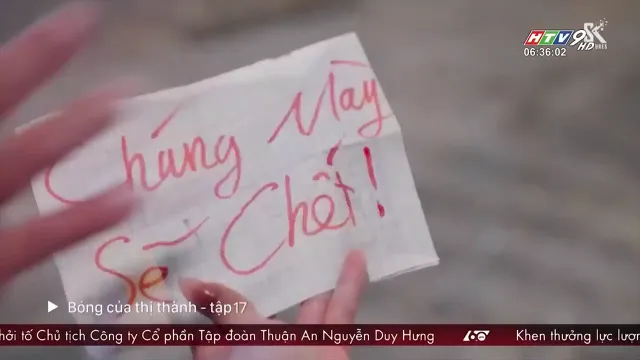 HTV9
HD
06:36:02
Chúng Mày
Sẽ Chết!
Bóng của thị thành - tập 17
hởi tố Chủ tịch Công ty Cổ phần Tập đoàn Thuận An Nguyễn Duy Hưng
Khen thưởng lực lượ